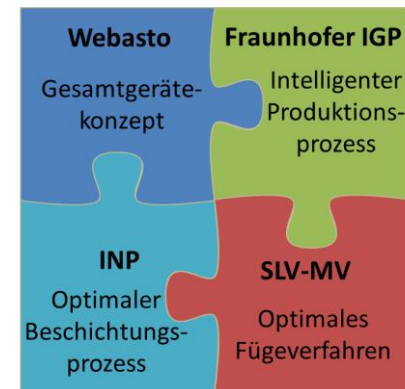 Webasto
Gesamtgeräte-
konzept
Fraunhofer IGP
Intelligenter
Produktions-
prozess
INP
Optimaler
Beschichtungs-
prozess
SLV-MV
Optimales
Fügeverfahren